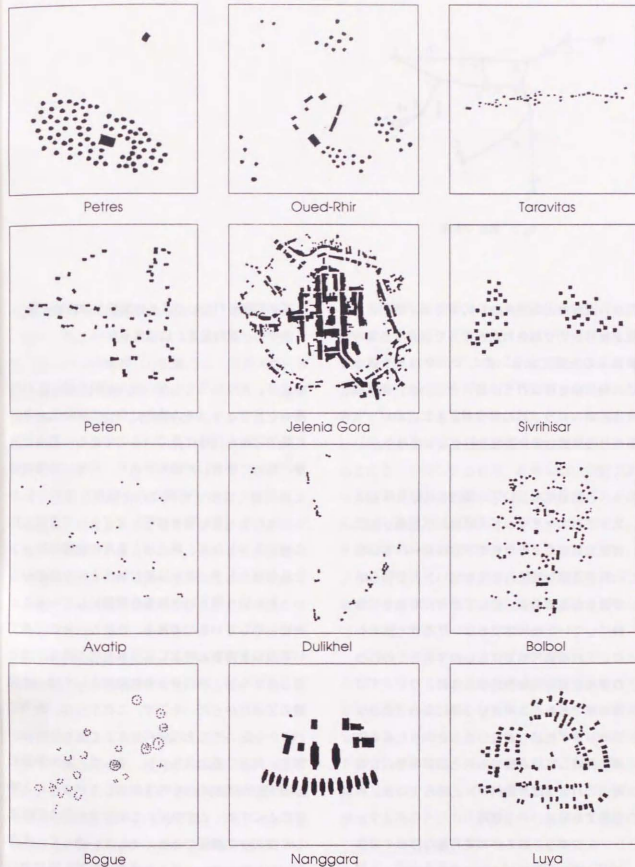 Petres
Oued-Rhir
Taravitas
Peten
Jelenia Gora
Sivrihisar
Avatip
Dulikhel
Bolbol
Bogue
Nanggara
Luya